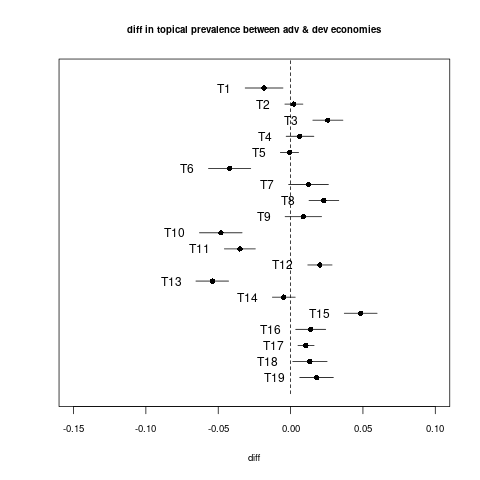 diff in topical prevalence between adv & dev economies
T1
T2
T3
T4
T5
T6
T7
T8
T9
T10
T11
T12
T13
T14
T15
T16
T17
T18
T19
-0.15 -0.10 -0.05 0.00 0.05 0.10
diff